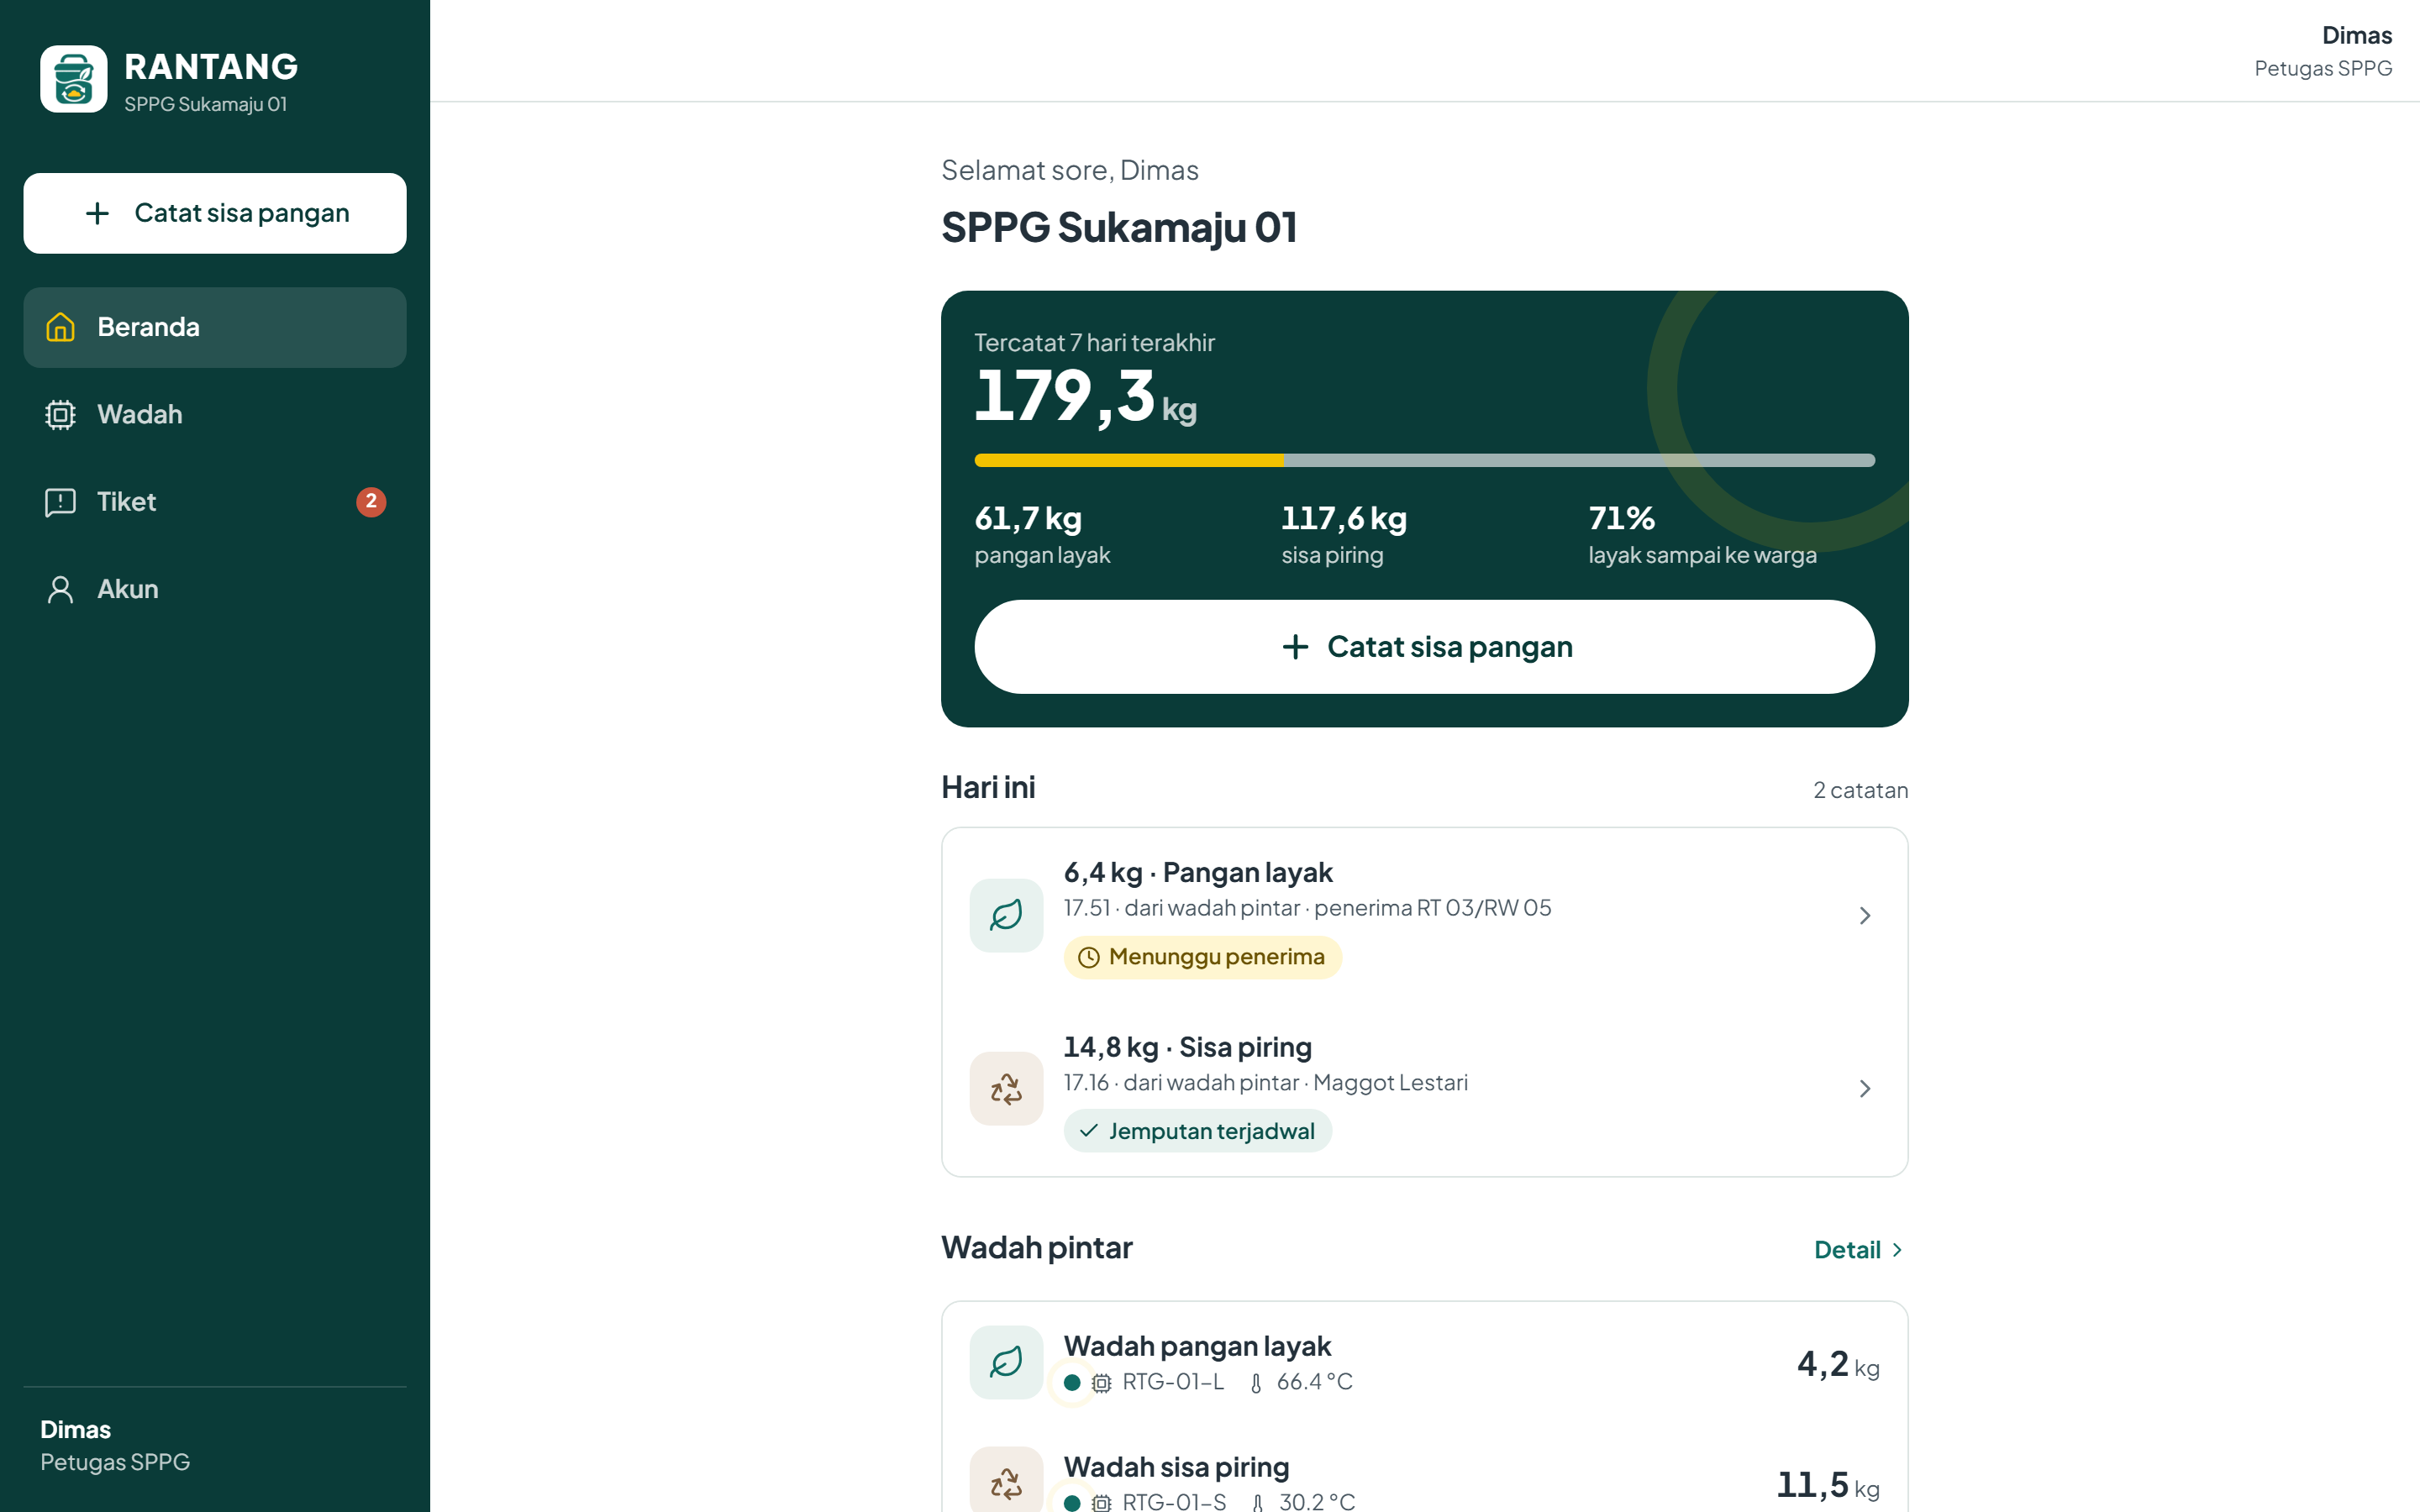 RANTANG
SPPG Sukamaju 01
Catat sisa pangan
Beranda
Wadah
Tiket 2
Akun
Dimas
Petugas SPPG
Dimas
Petugas SPPG
Selamat sore, Dimas
SPPG Sukamaju 01
Tercatat 7 hari terakhir
179,3 kg
61,7 kg
pangan layak
117,6 kg
sisa piring
71%
layak sampai ke warga
Catat sisa pangan
Hari ini
2 catatan
6,4 kg · Pangan layak
17.51 · dari wadah pintar · penerima RT 03/RW 05
Menunggu penerima
14,8 kg · Sisa piring
17.16 · dari wadah pintar · Maggot Lestari
Jemputan terjadwal
Wadah pintar
Detail
Wadah pangan layak
RTG-01-L 66.4 °C
4,2 kg
Wadah sisa piring
RTG-01-S 30.2 °C
11,5 kg